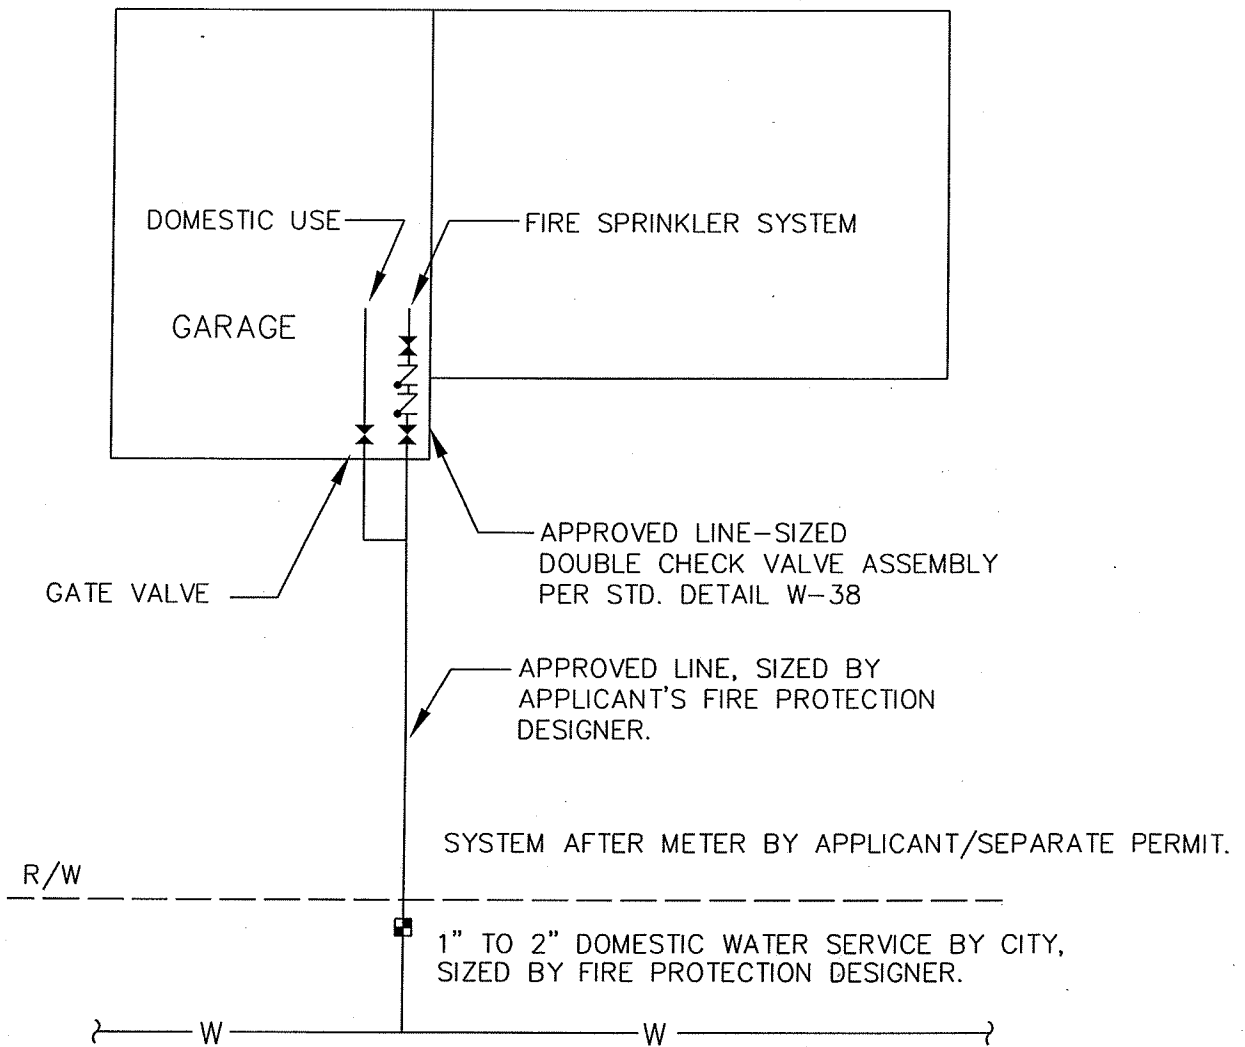 DOMESTIC USE
FIRE SPRINKLER SYSTEM
GARAGE
APPROVED LINE-SIZED
DOUBLE CHECK VALVE ASSEMBLY
PER STD. DETAIL W-38
GATE VALVE
APPROVED LINE, SIZED BY
APPLICANT'S FIRE PROTECTION
DESIGNER.
SYSTEM AFTER METER BY APPLICANT/SEPARATE PERMIT.
R/W
1" TO 2" DOMESTIC WATER SERVICE BY CITY,
SIZED BY FIRE PROTECTION DESIGNER.
W W